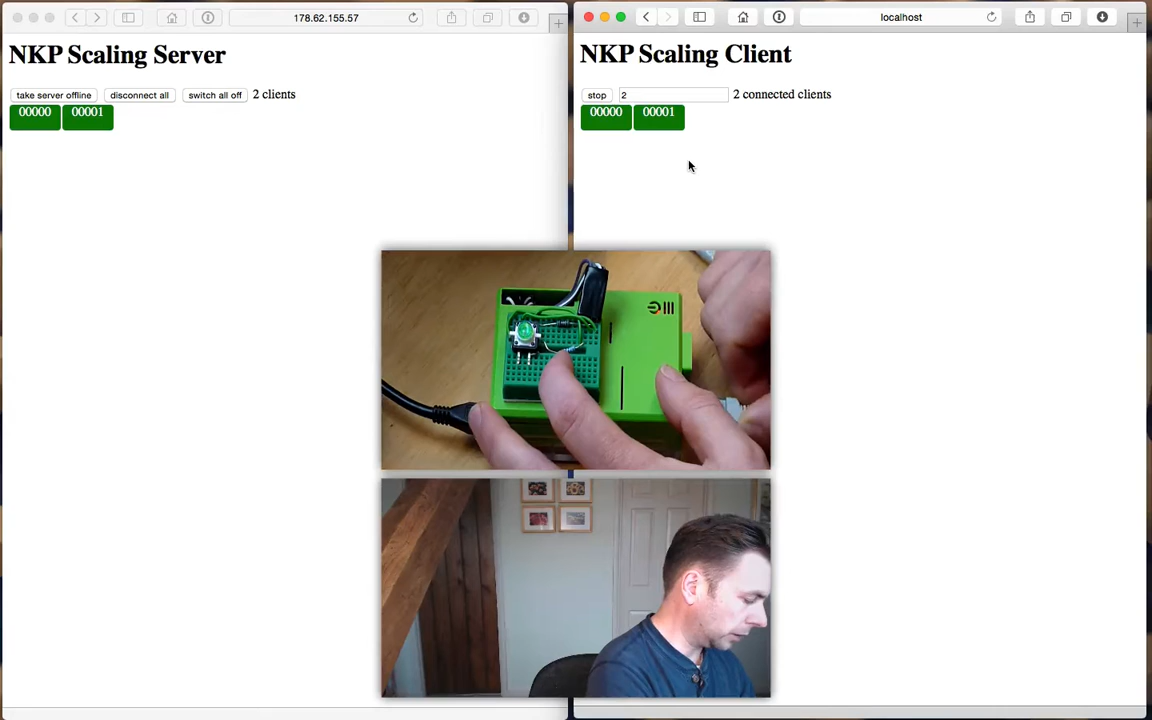 178.62.155.57
NKP Scaling Server
take server offline disconnect all switch all off 2 clients
00000 00001
localhost
NKP Scaling Client
stop 2 2 connected clients
00000 00001